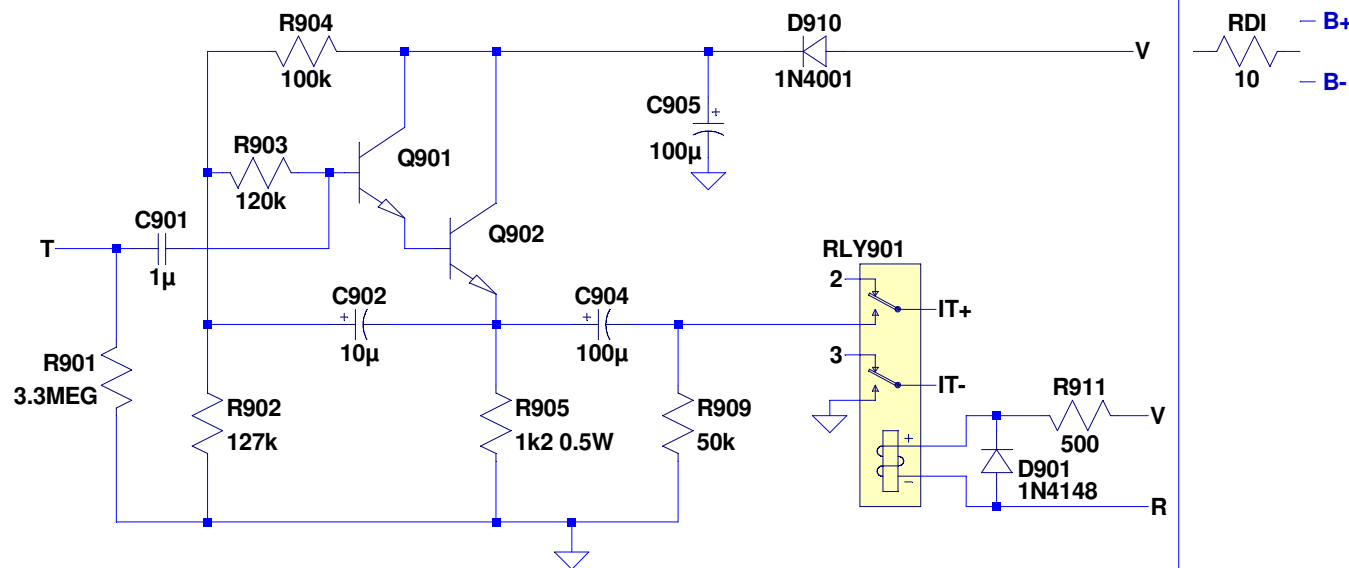 R904
100k
D910
1N4001
V
RDI
10
B+
B-
C905
+
100µ
R903
120k
Q901
C901
T
1µ
Q902
RLY901
2
IT+
C902
+
10µ
C904
+
100µ
3
IT-
R901
3.3MEG
R902
127k
R905
1k2 0.5W
R909
50k
R911
V
500
+
−
D901
1N4148
R